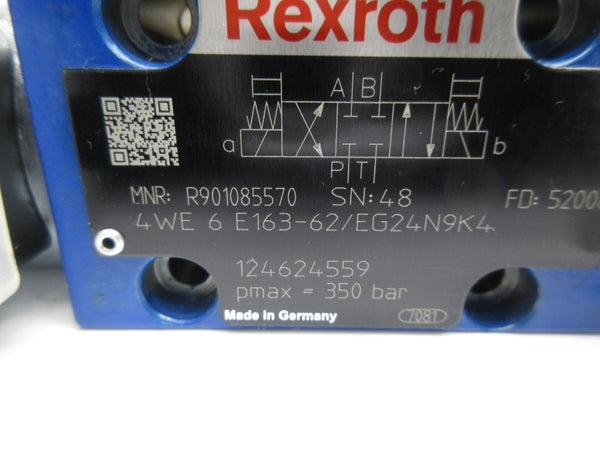 Rexroth
A B
a b
P T
MNR: R901085570 SN: 48 FD: 5200
4WE 6 E163-62/EG24N9K4
124624559
pmax = 350 bar
Made in Germany 7081